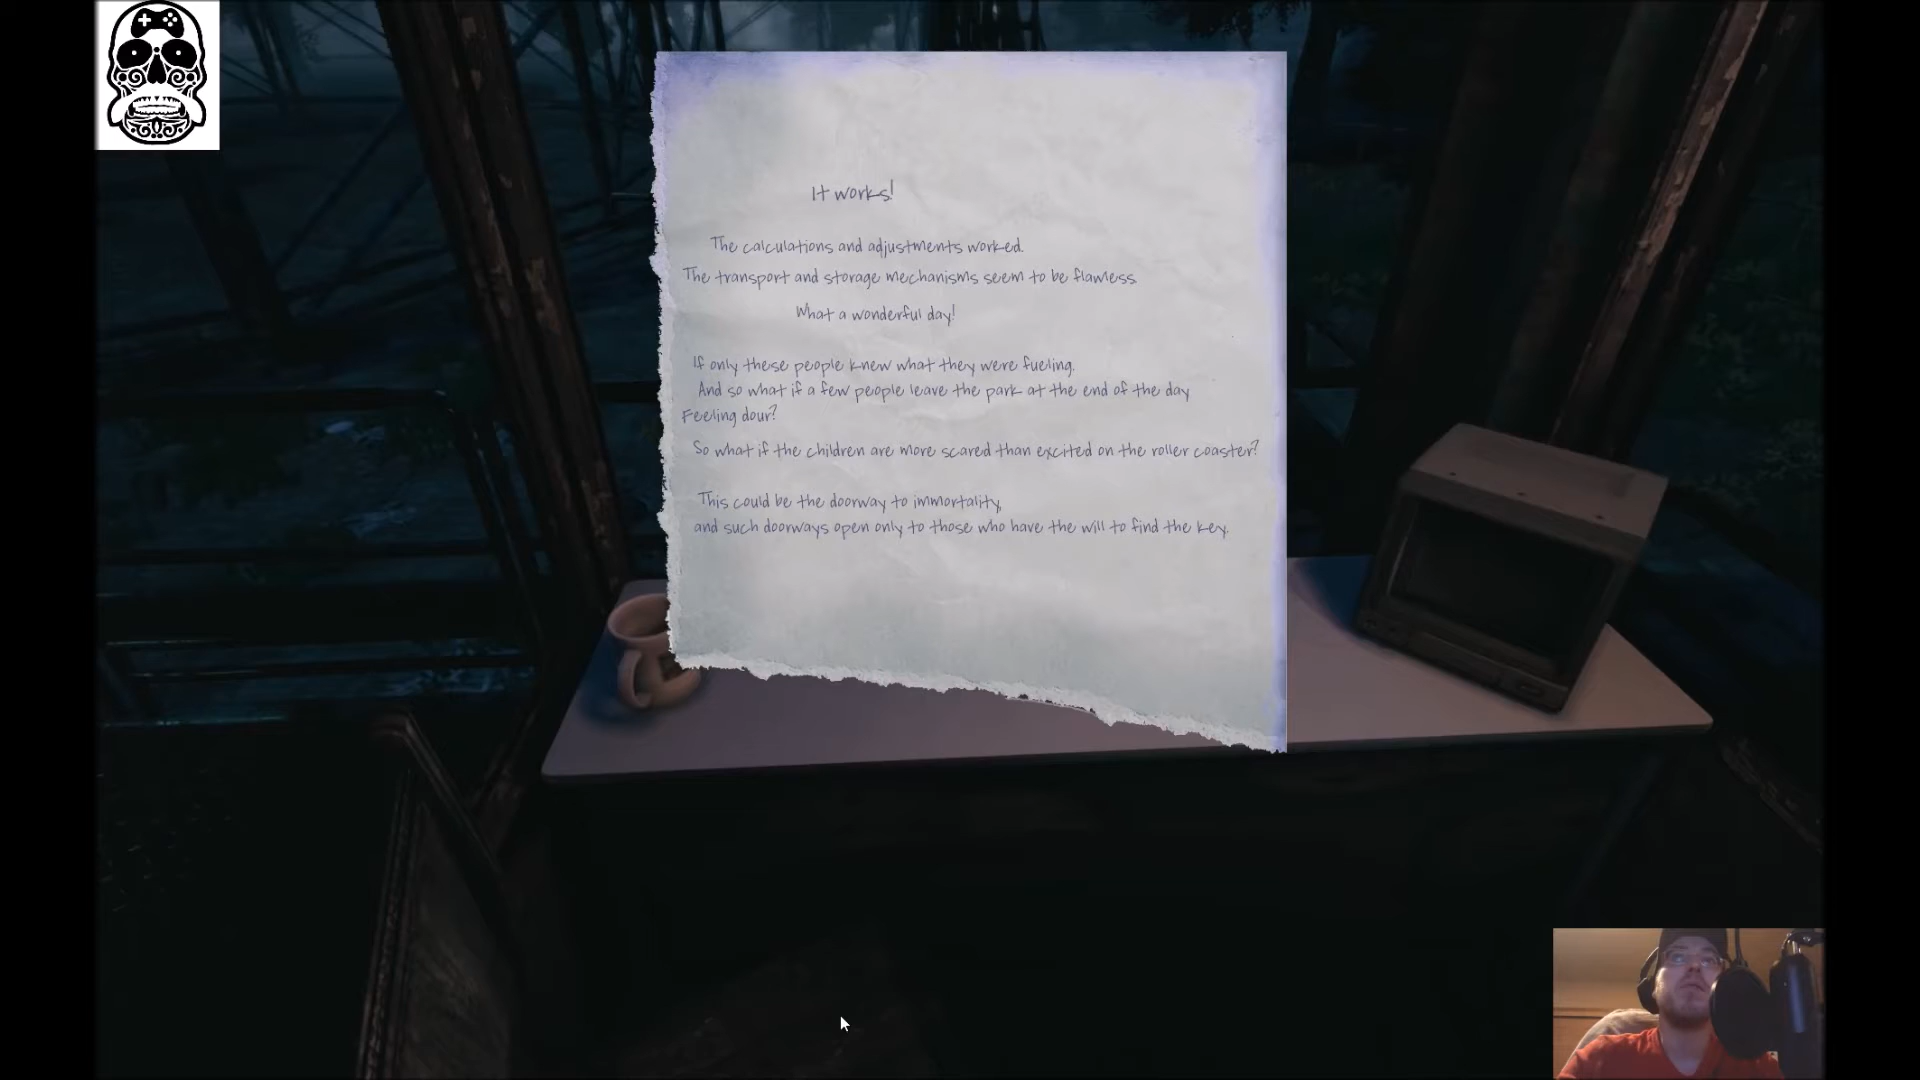 It works!
The calculations and adjustments worked.
The transport and storage mechanisms seem to be flawless.
What a wonderful day!
If only these people knew what they were fueling.
And so what if a few people leave the park at the end of the day
Feeling dour?
So what if the children are more scared than excited on the roller coaster?
This could be the doorway to immortality,
and such doorways open only to those who have the will to find the key.